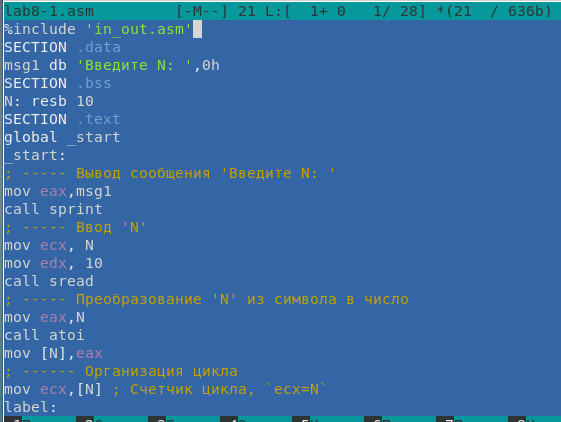 lab8-1.asm [-M--] 21 L:[ 1+ 0 1/ 28] *(21 / 636b)
%include 'in_out.asm'
SECTION .data
msg1 db 'Введите N: ',0h
SECTION .bss
N: resb 10
SECTION .text
global _start
_start:
; ----- Вывод сообщения 'Введите N: '
mov eax,msg1
call sprint
; ----- Ввод 'N'
mov ecx, N
mov edx, 10
call sread
; ----- Преобразование 'N' из символа в число
mov eax,N
call atoi
mov [N],eax
; ------ Организация цикла
mov ecx,[N] ; Счетчик цикла, `ecx=N`
label: